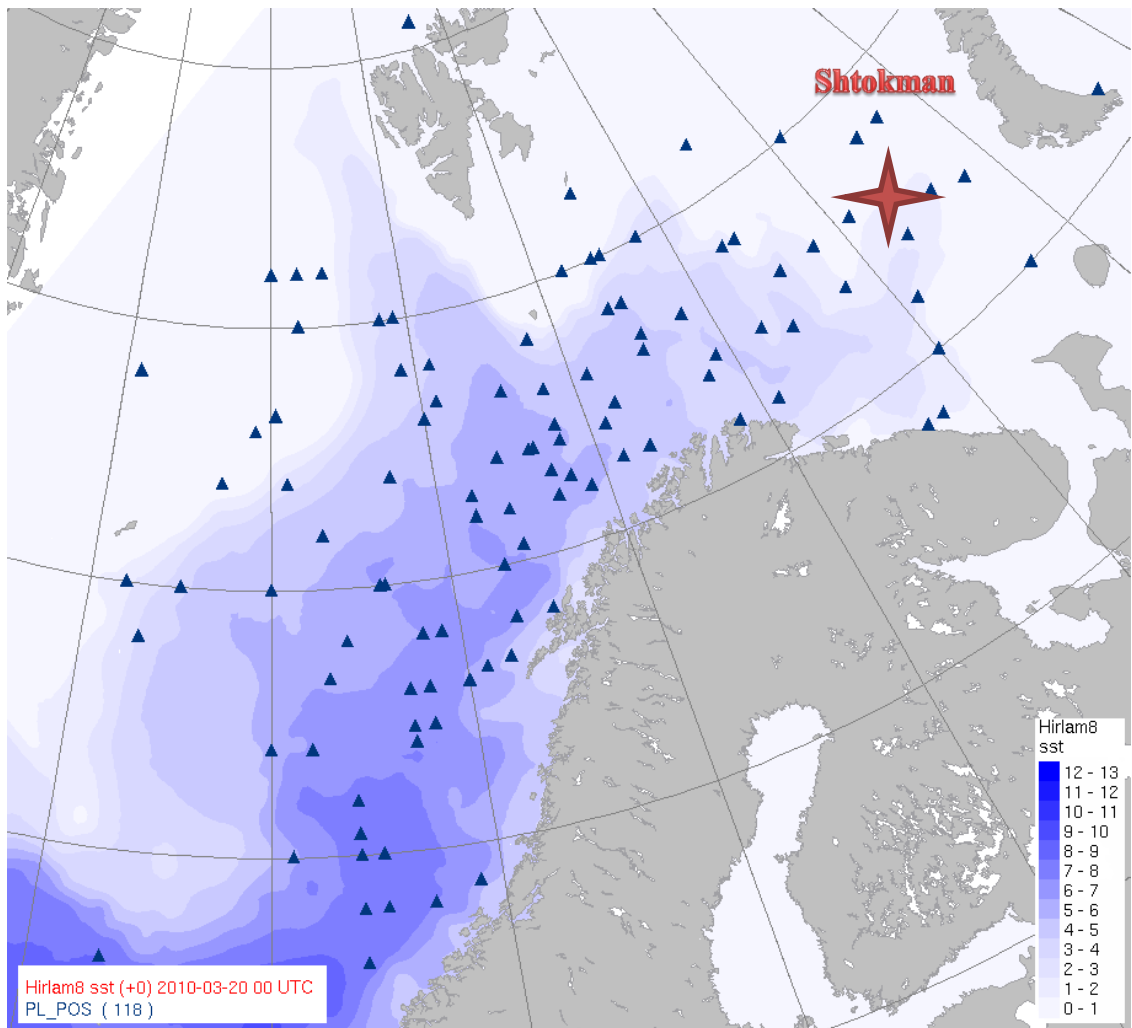 Shtokman
Hirlam8
sst
12 - 13
11 - 12
10 - 11
9 - 10
8 - 9
7 - 8
6 - 7
5 - 6
4 - 5
3 - 4
2 - 3
1 - 2
0 - 1
Hirlam8 sst (+0) 2010-03-20 00 UTC
PL_POS ( 118 )